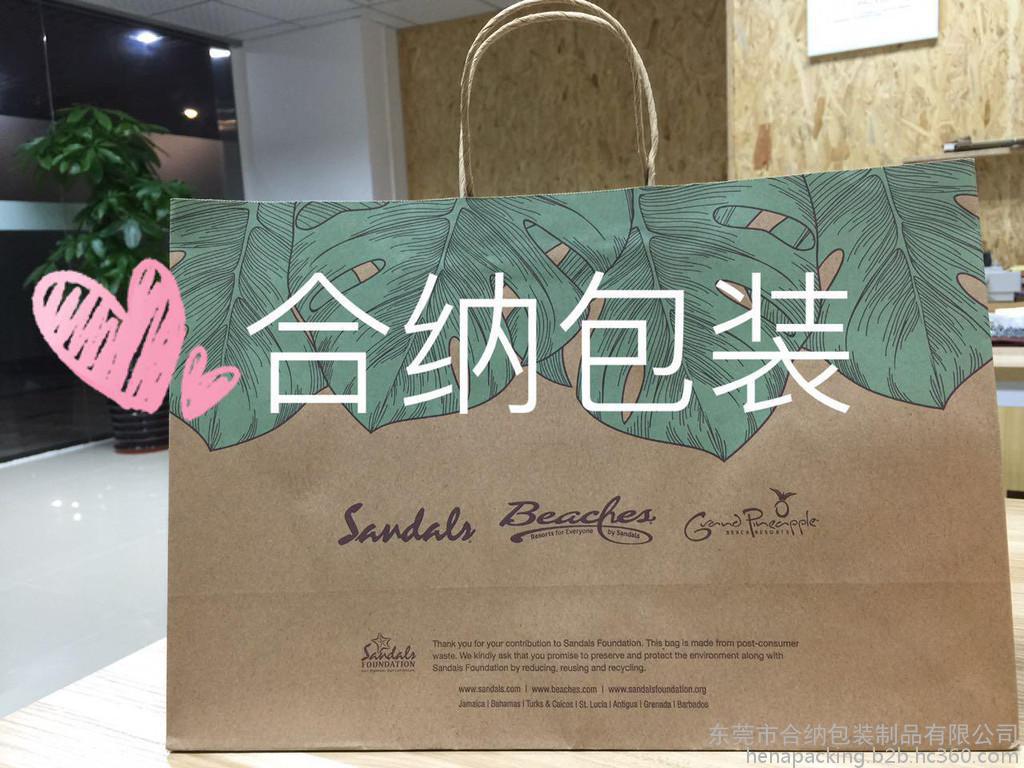 合纳包装
Sandals
Beaches
Resorts for Everyone by Sandals
Grand Pineapple
BEACH RESORTS
Sandals
FOUNDATION
Thank you for your contribution to Sandals Foundation. This bag is made from post-consumer
waste. We kindly ask that you promise to preserve and protect the environment along with
Sandals Foundation by reducing, reusing and recycling.
www.sandals.com | www.beaches.com | www.sandalsfoundation.org
Jamaica | Bahamas | Turks & Caicos | St. Lucia | Antigua | Grenada | Barbados
东莞市合纳包装制品有限公司
henapacking.b2b.hc360.com